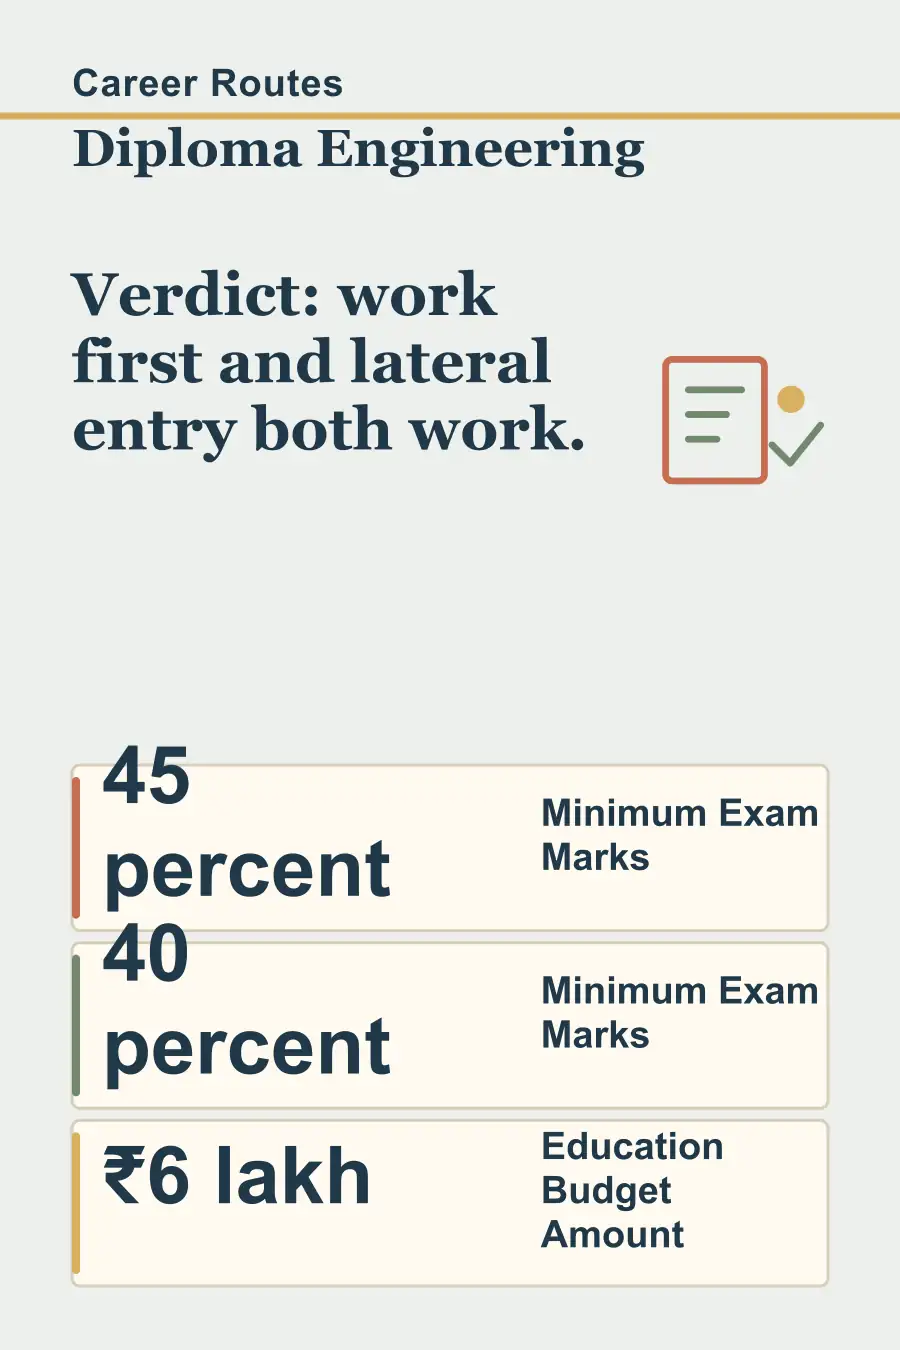 Career Routes
Diploma Engineering
Verdict: work
first and lateral
entry both work.
45
percent
Minimum Exam
Marks
40
percent
Minimum Exam
Marks
₹6 lakh
Education
Budget
Amount